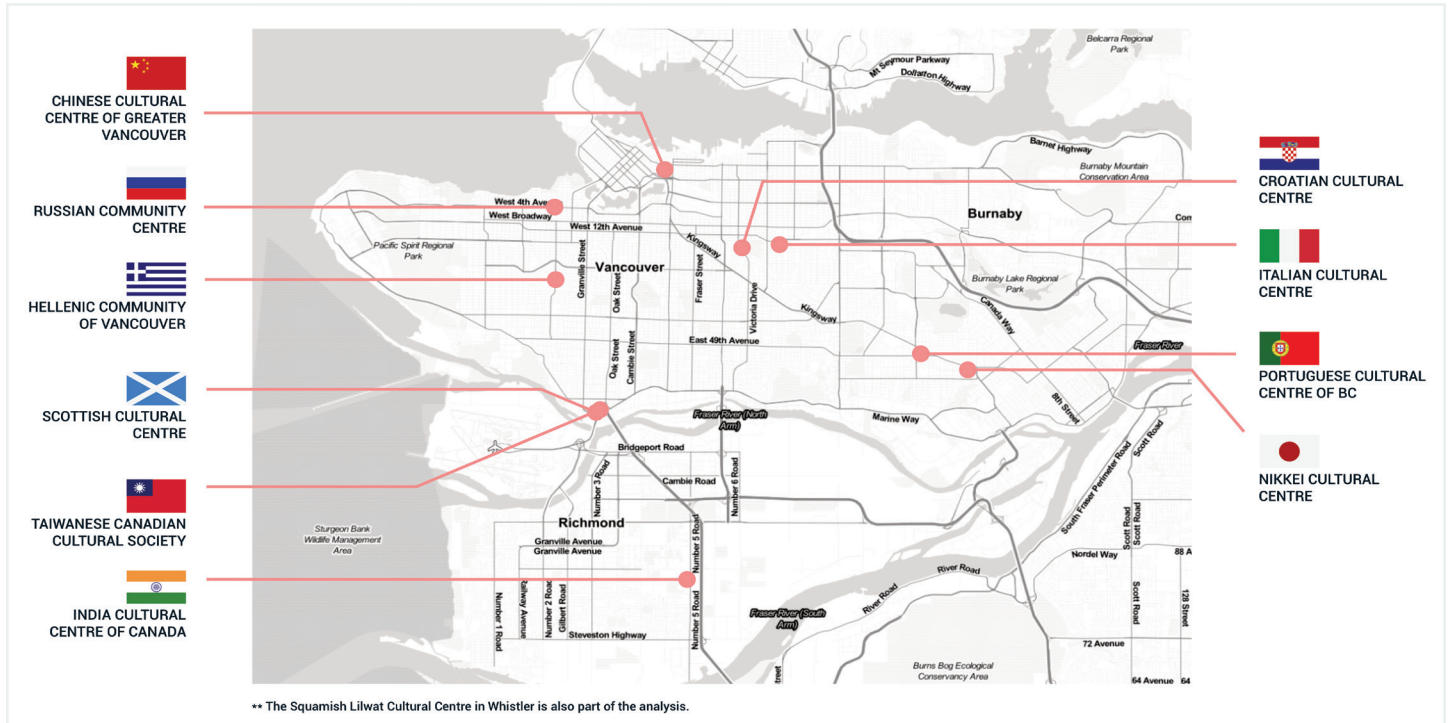 CHINESE CULTURAL
CENTRE OF GREATER
VANCOUVER
RUSSIAN COMMUNITY
CENTRE
HELLENIC COMMUNITY
OF VANCOUVER
SCOTTISH CULTURAL
CENTRE
TAIWANESE CANADIAN
CULTURAL SOCIETY
INDIA CULTURAL
CENTRE OF CANADA
Belcarra Regional
Park
Mt Seymour Parkway
Dollarton Highway
Barnet Highway
Burnaby Mountain
Conservation Area
West 4th Avenue
West Broadway
West 12th Avenue
Burnaby
Com
Pacific Spirit Regional
Park
Kingsway
Granville Street
Vancouver
Oak Street
Fraser Street
Victoria Drive
Burnaby Lake Regional
Park
Kingsway
Canada Way
East 49th Avenue
Oak Street
Cambie Street
Fraser River
8th Street
Fraser River (North
Arm)
Marine Way
Bridgeport Road
Number 3 Road
Cambie Road
Number 6 Road
South Fraser Perimeter Road
Scott Road
Scott Road
Scott Road
Sturgeon Bank
Wildlife Management
Area
Richmond
Granville Avenue
Granville Avenue
Number 5 Road
Nordel Way
88 A
River Road
River Road
Number 1 Road
Railway Avenue
Number 2 Road
Gilbert Road
Number 5 Road
Scott Road
128 Street
Fraser River (South
Arm)
Steveston Highway
72 Avenue
Burns Bog Ecological
Conservancy Area
64 Avenue
64
Street
CROATIAN CULTURAL
CENTRE
ITALIAN CULTURAL
CENTRE
PORTUGUESE CULTURAL
CENTRE OF BC
NIKKEI CULTURAL
CENTRE
** The Squamish Lilwat Cultural Centre in Whistler is also part of the analysis.